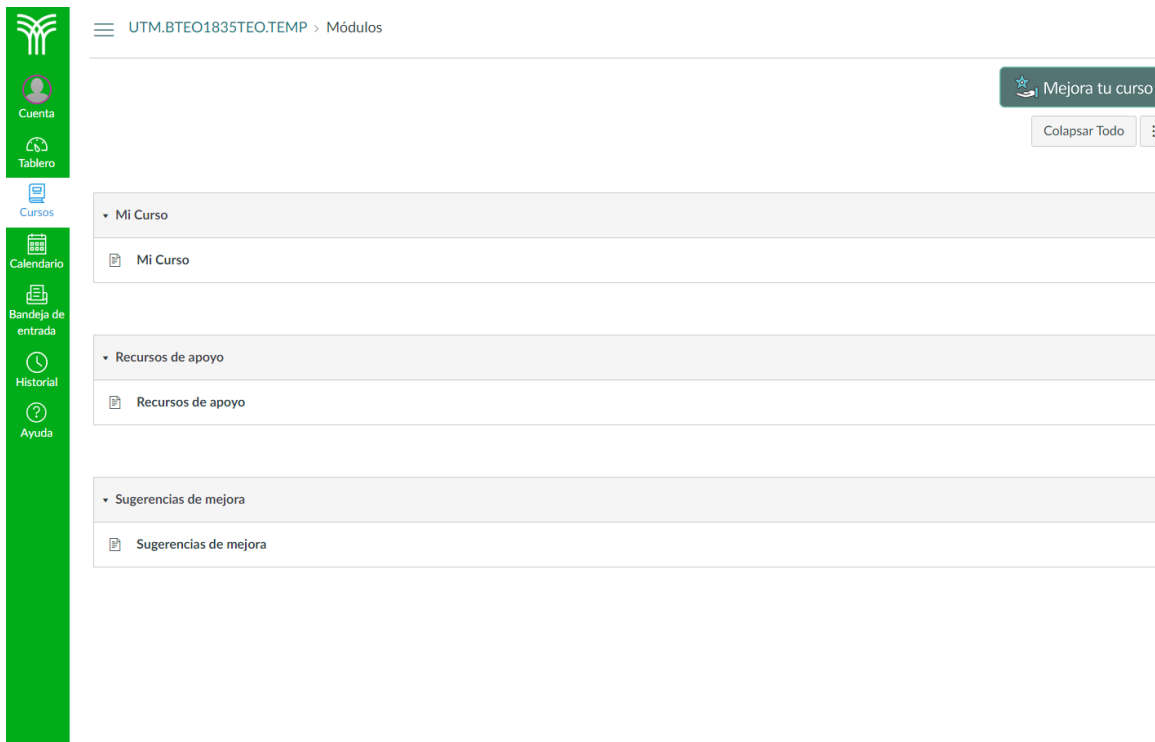 UTM.BTEO1835TEO.TEMP > Módulos
Mejora tu curso
Colapsar Todo
Cuenta
Tablero
Cursos
Calendario
Bandeja de
entrada
Historial
Ayuda
Mi Curso
Mi Curso
Recursos de apoyo
Recursos de apoyo
Sugerencias de mejora
Sugerencias de mejora